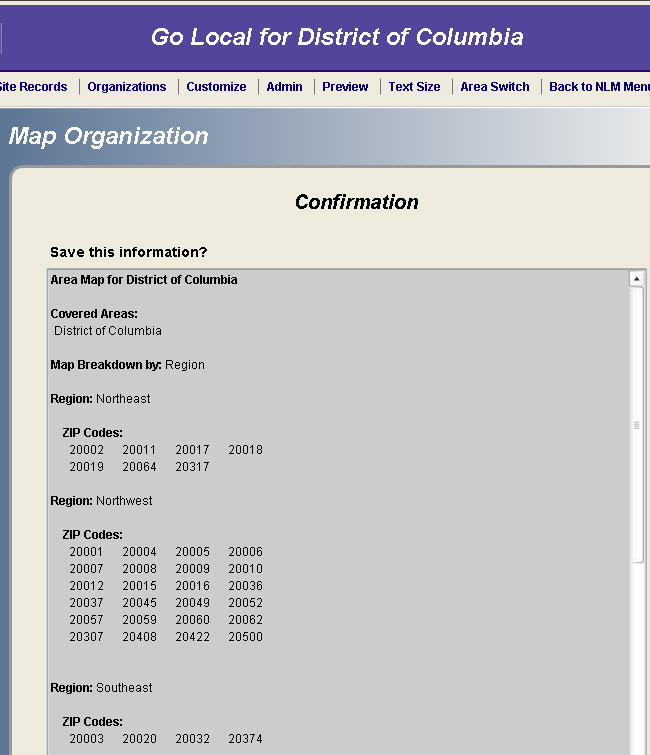 Go Local for District of Columbia
Site Records Organizations Customize Admin Preview Text Size Area Switch Back to NLM Menu
Map Organization
Confirmation
Save this information?
Area Map for District of Columbia
Covered Areas:
District of Columbia
Map Breakdown by: Region
Region: Northeast
ZIP Codes:
20002 20011 20017 20018
20019 20064 20317
Region: Northwest
ZIP Codes:
20001 20004 20005 20006
20007 20008 20009 20010
20012 20015 20016 20036
20037 20045 20049 20052
20057 20059 20060 20062
20307 20408 20422 20500
Region: Southeast
ZIP Codes:
20003 20020 20032 20374